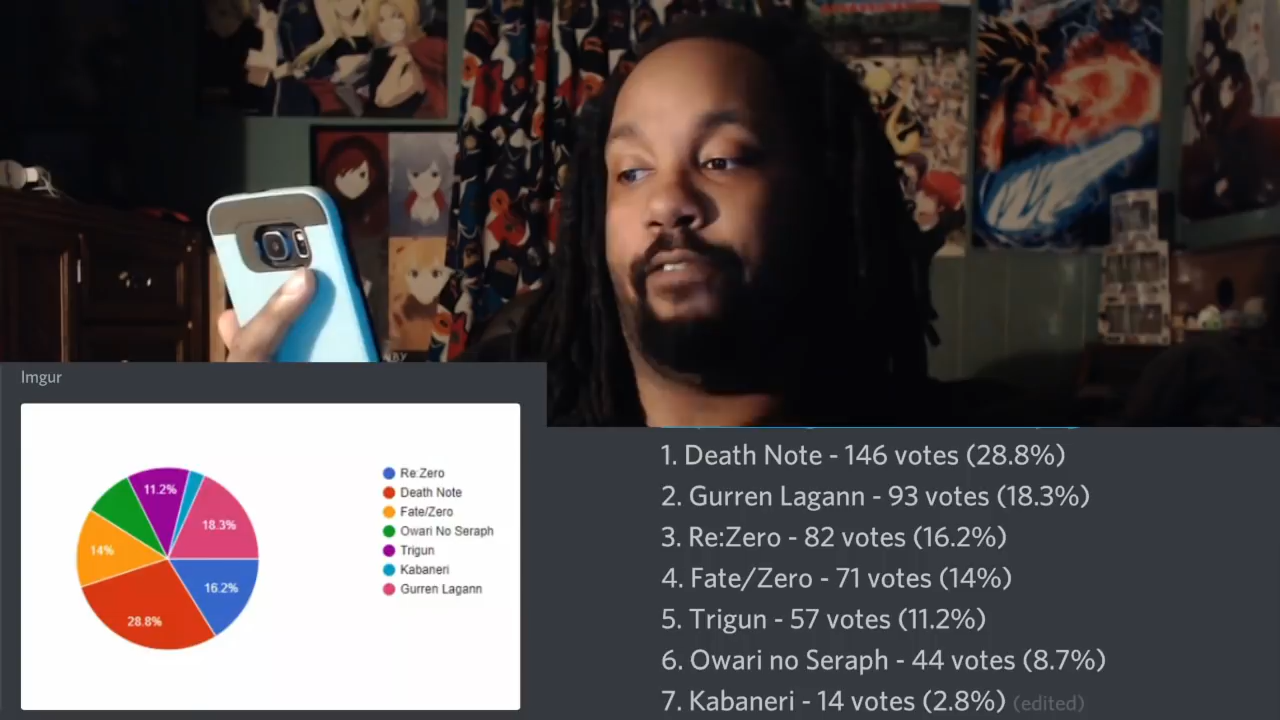 Imgur
Re:Zero
Death Note
Fate/Zero
Owari No Seraph
Trigun
Kabaneri
Gurren Lagann
11.2%
18.3%
14%
16.2%
28.8%
1. Death Note - 146 votes (28.8%)
2. Gurren Lagann - 93 votes (18.3%)
3. Re:Zero - 82 votes (16.2%)
4. Fate/Zero - 71 votes (14%)
5. Trigun - 57 votes (11.2%)
6. Owari no Seraph - 44 votes (8.7%)
7. Kabaneri - 14 votes (2.8%) (edited)